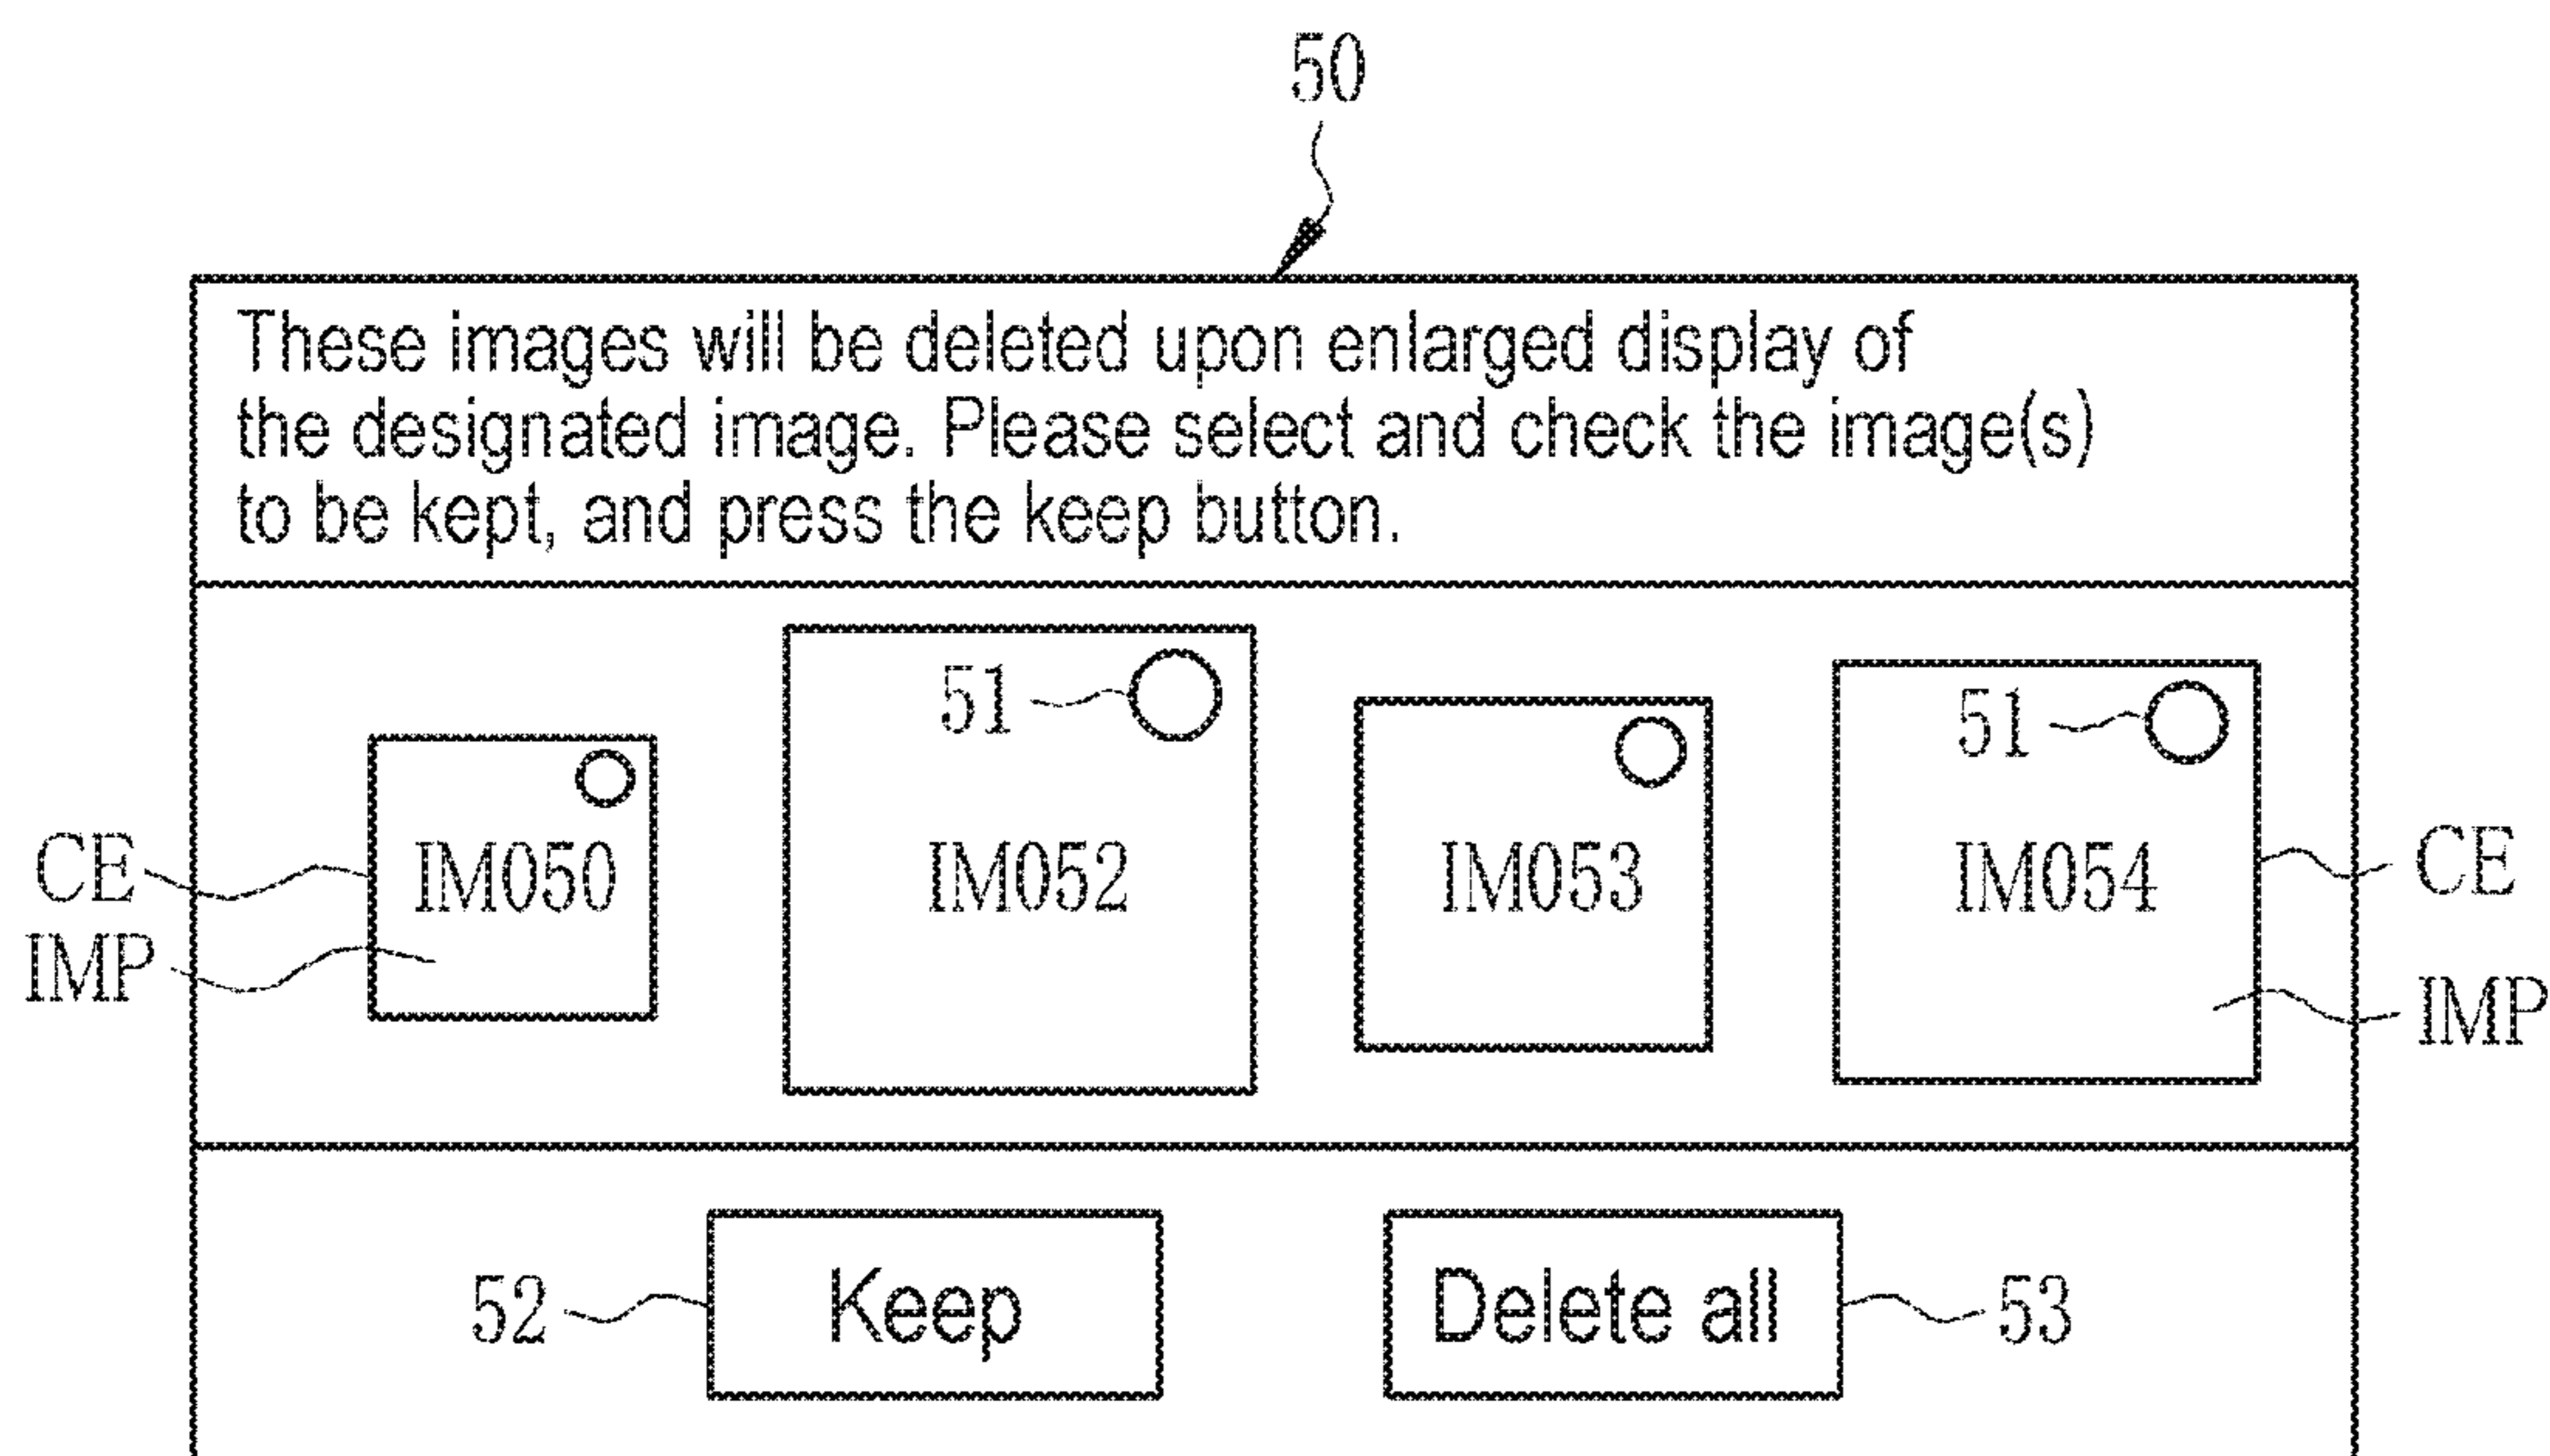 50
These images will be deleted upon enlarged display of
the designated image. Please select and check the image(s)
to be kept, and press the keep button.
51
51
CE
IM050
IM052
IM053
IM054
CE
IMP
IMP
52
Keep
Delete all
53